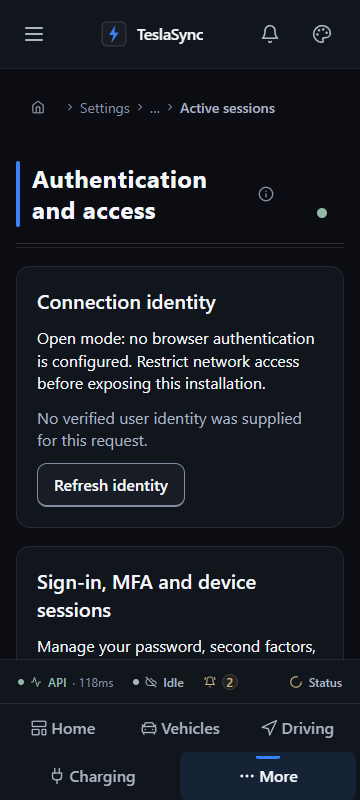 TeslaSync
Settings
...
Active sessions
Authentication
and access
Connection identity
Open mode: no browser authentication
is configured. Restrict network access
before exposing this installation.
No verified user identity was supplied
for this request.
Refresh identity
Sign-in, MFA and device
sessions
Manage your password, second factors,
API · 118ms Idle 2 Status
Home Vehicles Driving
Charging More